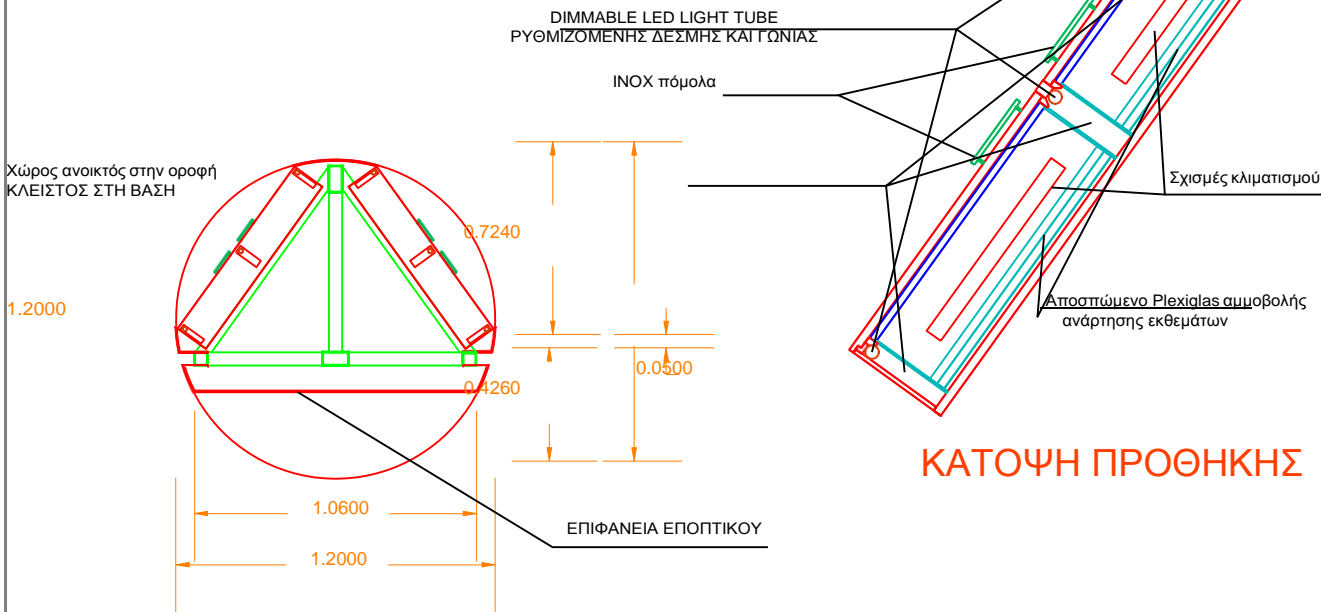 DIMMABLE LED LIGHT TUBE
ΡΥΘΜΙΖΟΜΕΝΗΣ ΔΕΣΜΗΣ ΚΑΙ ΓΩΝΙΑΣ
INOX πόμολα
Χώρος ανοικτός στην οροφή
ΚΛΕΙΣΤΟΣ ΣΤΗ ΒΑΣΗ
Σχισμές κλιματισμού
0.7240
1.2000
Αποσπώμενο Plexiglas αμμοβολής
ανάρτησης εκθεμάτων
0.0500
0.4260
ΚΑΤΟΨΗ ΠΡΟΘΗΚΗΣ
1.0600
ΕΠΙΦΑΝΕΙΑ ΕΠΟΠΤΙΚΟΥ
1.2000